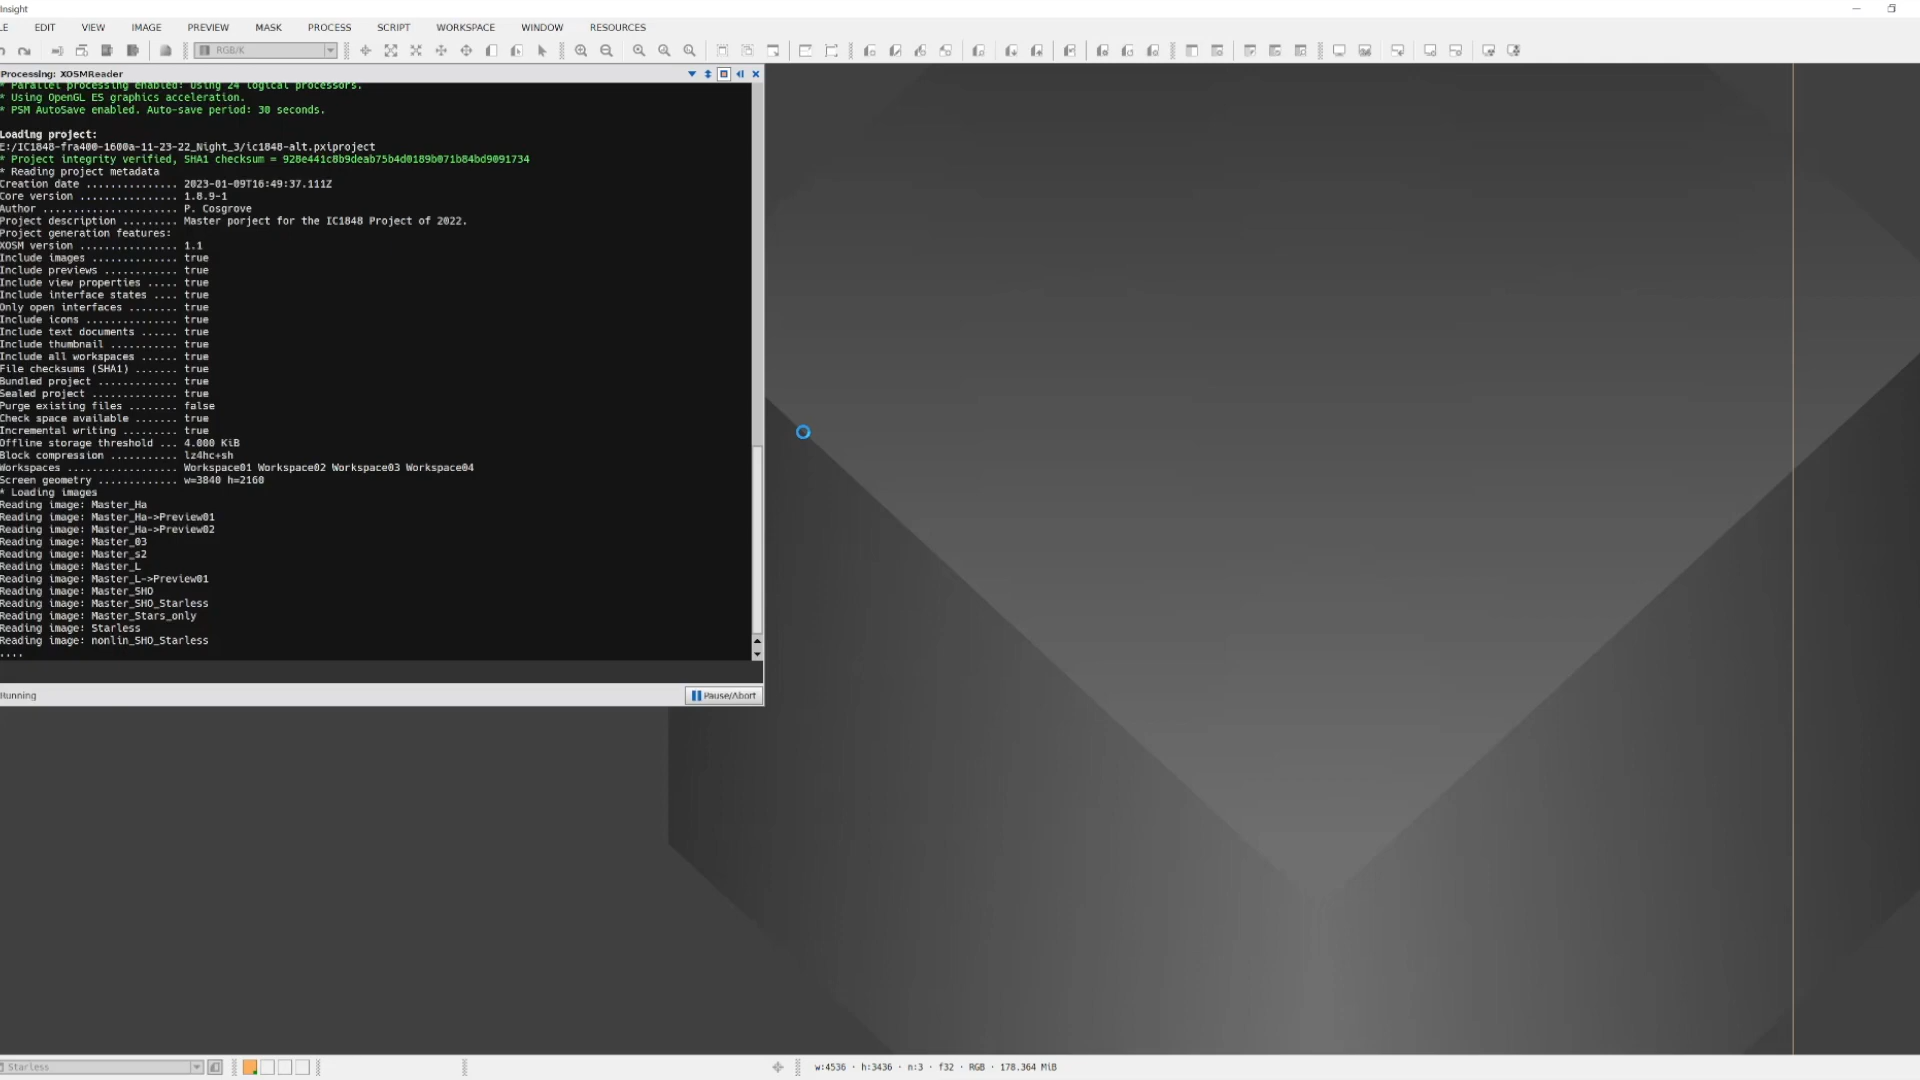 Insight
LE EDIT VIEW IMAGE PREVIEW MASK PROCESS SCRIPT WORKSPACE WINDOW RESOURCES
RGB/K
Processing: XOSMReader
* Parallel processing enabled: Using 24 logical processors.
* Using OpenGL ES graphics acceleration.
* PSM AutoSave enabled. Auto-save period: 30 seconds.
Loading project:
E:/IC1848-fra400-1600a-11-23-22_Night_3/ic1848-alt.pxiproject
* Project integrity verified, SHA1 checksum = 928e441c8b9deab75b4d0189b071b84bd9091734
* Reading project metadata
Creation date ............... 2023-01-09T16:49:37.111Z
Core version ................ 1.8.9-1
Author ...................... P. Cosgrove
Project description ......... Master porject for the IC1848 Project of 2022.
Project generation features:
XOSM version ................ 1.1
Include images .............. true
Include previews ............ true
Include view properties ..... true
Include interface states .... true
Only open interfaces ........ true
Include icons ............... true
Include text documents ...... true
Include thumbnail ........... true
Include all workspaces ...... true
File checksums (SHA1) ....... true
Bundled project ............. true
Sealed project .............. true
Purge existing files ........ false
Check space available ....... true
Incremental writing ......... true
Offline storage threshold ... 4.000 KiB
Block compression ........... lz4hc+sh
Workspaces .................. Workspace01 Workspace02 Workspace03 Workspace04
Screen geometry ............. w=3840 h=2160
* Loading images
Reading image: Master_Ha
Reading image: Master_Ha->Preview01
Reading image: Master_Ha->Preview02
Reading image: Master_03
Reading image: Master_s2
Reading image: Master_L
Reading image: Master_L->Preview01
Reading image: Master_SHO
Reading image: Master_SHO_Starless
Reading image: Master_Stars_only
Reading image: Starless
Reading image: nonlin_SHO_Starless
....
Running
Pause/Abort
Starless
w:4536 · h:3436 · n:3 · f32 · RGB · 178.364 MiB